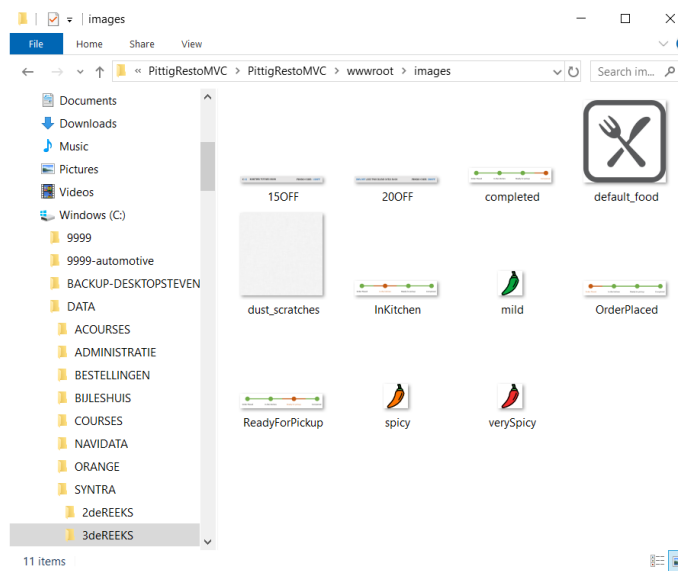 images
File Home Share View
« PittigRestoMVC > PittigRestoMVC > wwwroot > images
Search im...
Documents
Downloads
Music
Pictures
Videos
Windows (C:)
9999
9999-automotive
BACKUP-DESKTOPSTEVEN
DATA
ACOURSES
ADMINISTRATIE
BESTELLINGEN
BIJLESHUIS
COURSES
NAVIDATA
ORANGE
SYNTRA
2deREEKS
3deREEKS
15OFF 20OFF completed default_food
dust_scratches InKitchen mild OrderPlaced
ReadyForPickup spicy verySpicy
11 items